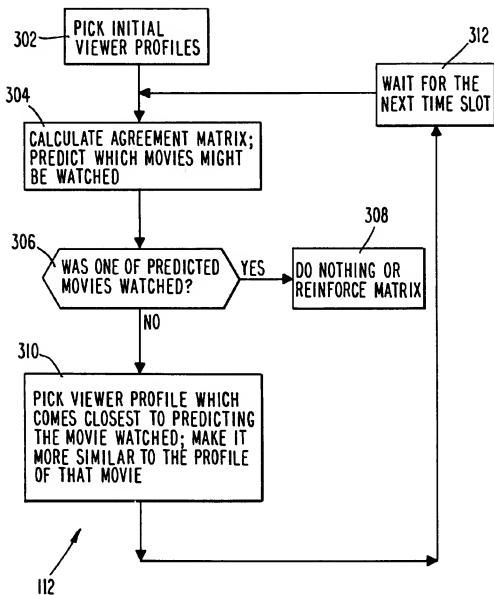 302
PICK INITIAL
VIEWER PROFILES
312
WAIT FOR THE
NEXT TIME SLOT
304
CALCULATE AGREEMENT MATRIX;
PREDICT WHICH MOVIES MIGHT
BE WATCHED
306
WAS ONE OF PREDICTED
MOVIES WATCHED?
YES
308
DO NOTHING OR
REINFORCE MATRIX
NO
310
PICK VIEWER PROFILE WHICH
COMES CLOSEST TO PREDICTING
THE MOVIE WATCHED; MAKE IT
MORE SIMILAR TO THE PROFILE
OF THAT MOVIE
112